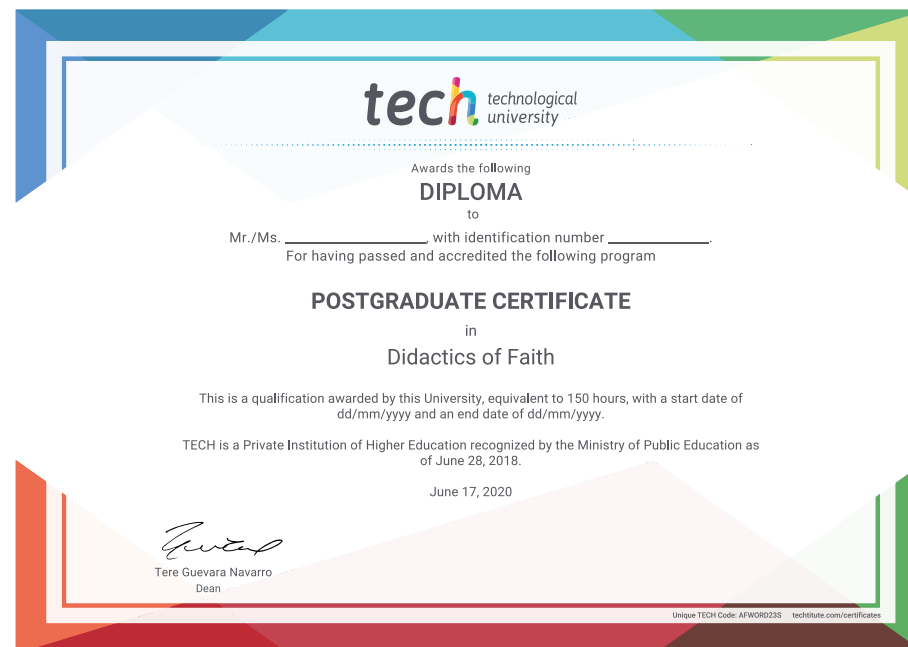 tech technological
university
Awards the following
DIPLOMA
to
Mr./Ms. ____________________, with identification number ______________.
For having passed and accredited the following program
POSTGRADUATE CERTIFICATE
in
Didactics of Faith
This is a qualification awarded by this University, equivalent to 150 hours, with a start date of
dd/mm/yyyy and an end date of dd/mm/yyyy.
TECH is a Private Institution of Higher Education recognized by the Ministry of Public Education as
of June 28, 2018.
June 17, 2020
Tere Guevara Navarro
Dean
Unique TECH Code: AFWORD23S techtitute.com/certificates